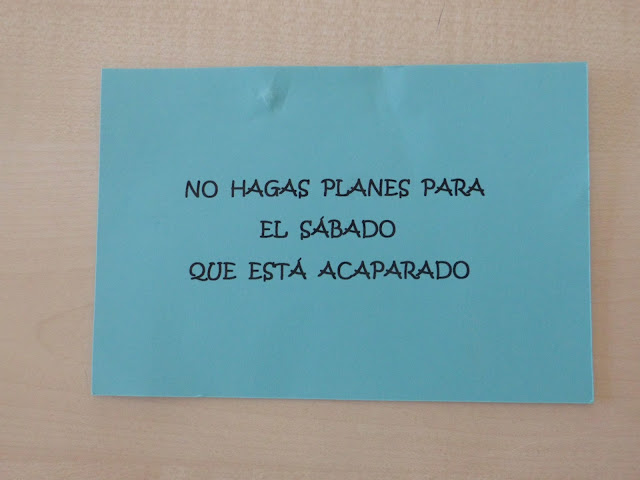 NO HAGAS PLANES PARA
EL SÁBADO
QUE ESTÁ ACAPARADO